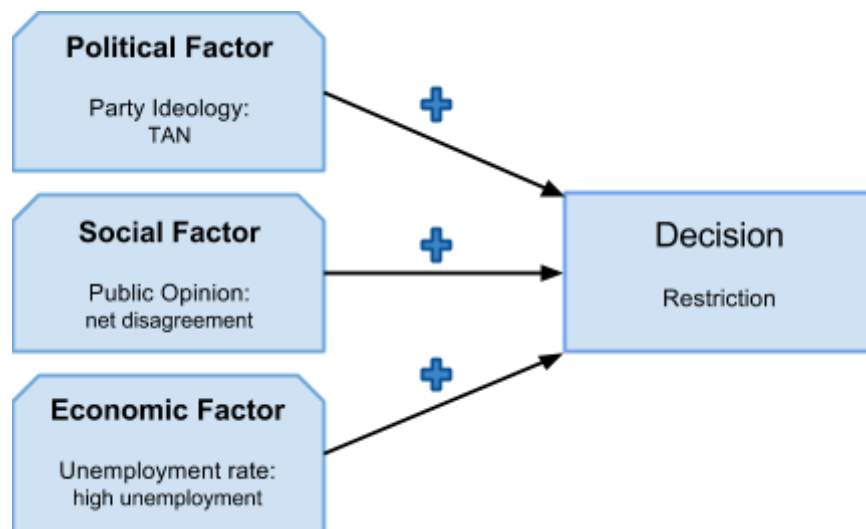 Political Factor
Party Ideology:
TAN
Social Factor
Public Opinion:
net disagreement
Economic Factor
Unemployment rate:
high unemployment
Decision
Restriction